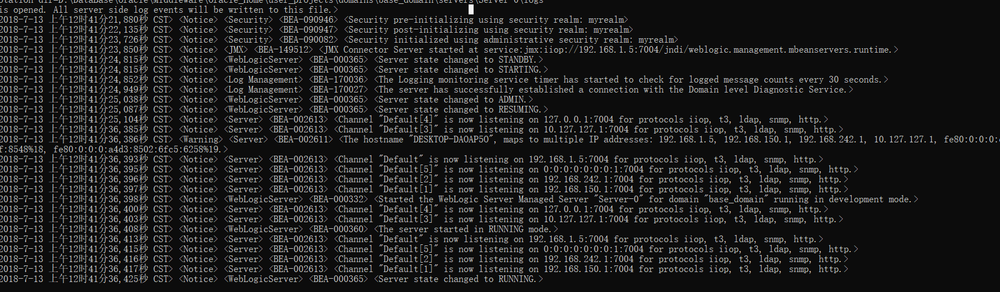 otation dir=D:\DataBase\Oracle\Middleware\Oracle_Home\user_projects\domains\base_domain\servers\Server-0\logs
is opened. All server side log events will be written to this file.>
2018-7-13 上午12时41分21,880秒 CST> <Notice> <Security> <BEA-090946> <Security pre-initializing using security realm: myrealm>
2018-7-13 上午12时41分22,135秒 CST> <Notice> <Security> <BEA-090947> <Security post-initializing using security realm: myrealm>
2018-7-13 上午12时41分23,726秒 CST> <Notice> <Security> <BEA-090082> <Security initialized using administrative security realm: myrealm>
2018-7-13 上午12时41分23,850秒 CST> <Notice> <JMX> <BEA-149512> <JMX Connector Server started at service:jmx:iiop://192.168.1.5:7004/jndi/weblogic.management.mbeanservers.runtime.>
2018-7-13 上午12时41分24,815秒 CST> <Notice> <WebLogicServer> <BEA-000365> <Server state changed to STANDBY.>
2018-7-13 上午12时41分24,815秒 CST> <Notice> <WebLogicServer> <BEA-000365> <Server state changed to STARTING.>
2018-7-13 上午12时41分24,852秒 CST> <Notice> <Log Management> <BEA-170036> <The Logging monitoring service timer has started to check for logged message counts every 30 seconds.>
2018-7-13 上午12时41分24,949秒 CST> <Notice> <Log Management> <BEA-170027> <The server has successfully established a connection with the Domain level Diagnostic Service.>
2018-7-13 上午12时41分25,038秒 CST> <Notice> <WebLogicServer> <BEA-000365> <Server state changed to ADMIN.>
2018-7-13 上午12时41分25,087秒 CST> <Notice> <WebLogicServer> <BEA-000365> <Server state changed to RESUMING.>
2018-7-13 上午12时41分25,104秒 CST> <Notice> <Server> <BEA-002613> <Channel "Default[4]" is now listening on 127.0.0.1:7004 for protocols iiop, t3, ldap, snmp, http.>
2018-7-13 上午12时41分36,385秒 CST> <Notice> <Server> <BEA-002613> <Channel "Default[3]" is now listening on 10.127.127.1:7004 for protocols iiop, t3, ldap, snmp, http.>
2018-7-13 上午12时41分36,386秒 CST> <Warning> <Server> <BEA-002611> <The hostname "DESKTOP-DAOAP5O", maps to multiple IP addresses: 192.168.1.5, 192.168.150.1, 192.168.242.1, 10.127.127.1, fe80:0:0:0:
f:8548%18, fe80:0:0:0:a4d3:8502:6fc5:6258%19.>
2018-7-13 上午12时41分36,393秒 CST> <Notice> <Server> <BEA-002613> <Channel "Default" is now listening on 192.168.1.5:7004 for protocols iiop, t3, ldap, snmp, http.>
2018-7-13 上午12时41分36,395秒 CST> <Notice> <Server> <BEA-002613> <Channel "Default[5]" is now listening on 0:0:0:0:0:0:0:1:7004 for protocols iiop, t3, ldap, snmp, http.>
2018-7-13 上午12时41分36,396秒 CST> <Notice> <Server> <BEA-002613> <Channel "Default[2]" is now listening on 192.168.242.1:7004 for protocols iiop, t3, ldap, snmp, http.>
2018-7-13 上午12时41分36,397秒 CST> <Notice> <Server> <BEA-002613> <Channel "Default[1]" is now listening on 192.168.150.1:7004 for protocols iiop, t3, ldap, snmp, http.>
2018-7-13 上午12时41分36,398秒 CST> <Notice> <WebLogicServer> <BEA-000332> <Started the WebLogic Server Managed Server "Server-0" for domain "base_domain" running in development mode.>
2018-7-13 上午12时41分36,400秒 CST> <Notice> <Server> <BEA-002613> <Channel "Default[4]" is now listening on 127.0.0.1:7004 for protocols iiop, t3, ldap, snmp, http.>
2018-7-13 上午12时41分36,403秒 CST> <Notice> <Server> <BEA-002613> <Channel "Default[3]" is now listening on 10.127.127.1:7004 for protocols iiop, t3, ldap, snmp, http.>
2018-7-13 上午12时41分36,408秒 CST> <Notice> <WebLogicServer> <BEA-000360> <The server started in RUNNING mode.>
2018-7-13 上午12时41分36,413秒 CST> <Notice> <Server> <BEA-002613> <Channel "Default" is now listening on 192.168.1.5:7004 for protocols iiop, t3, ldap, snmp, http.>
2018-7-13 上午12时41分36,415秒 CST> <Notice> <Server> <BEA-002613> <Channel "Default[5]" is now listening on 0:0:0:0:0:0:0:1:7004 for protocols iiop, t3, ldap, snmp, http.>
2018-7-13 上午12时41分36,416秒 CST> <Notice> <Server> <BEA-002613> <Channel "Default[2]" is now listening on 192.168.242.1:7004 for protocols iiop, t3, ldap, snmp, http.>
2018-7-13 上午12时41分36,417秒 CST> <Notice> <Server> <BEA-002613> <Channel "Default[1]" is now listening on 192.168.150.1:7004 for protocols iiop, t3, ldap, snmp, http.>
2018-7-13 上午12时41分36,425秒 CST> <Notice> <WebLogicServer> <BEA-000365> <Server state changed to RUNNING.>